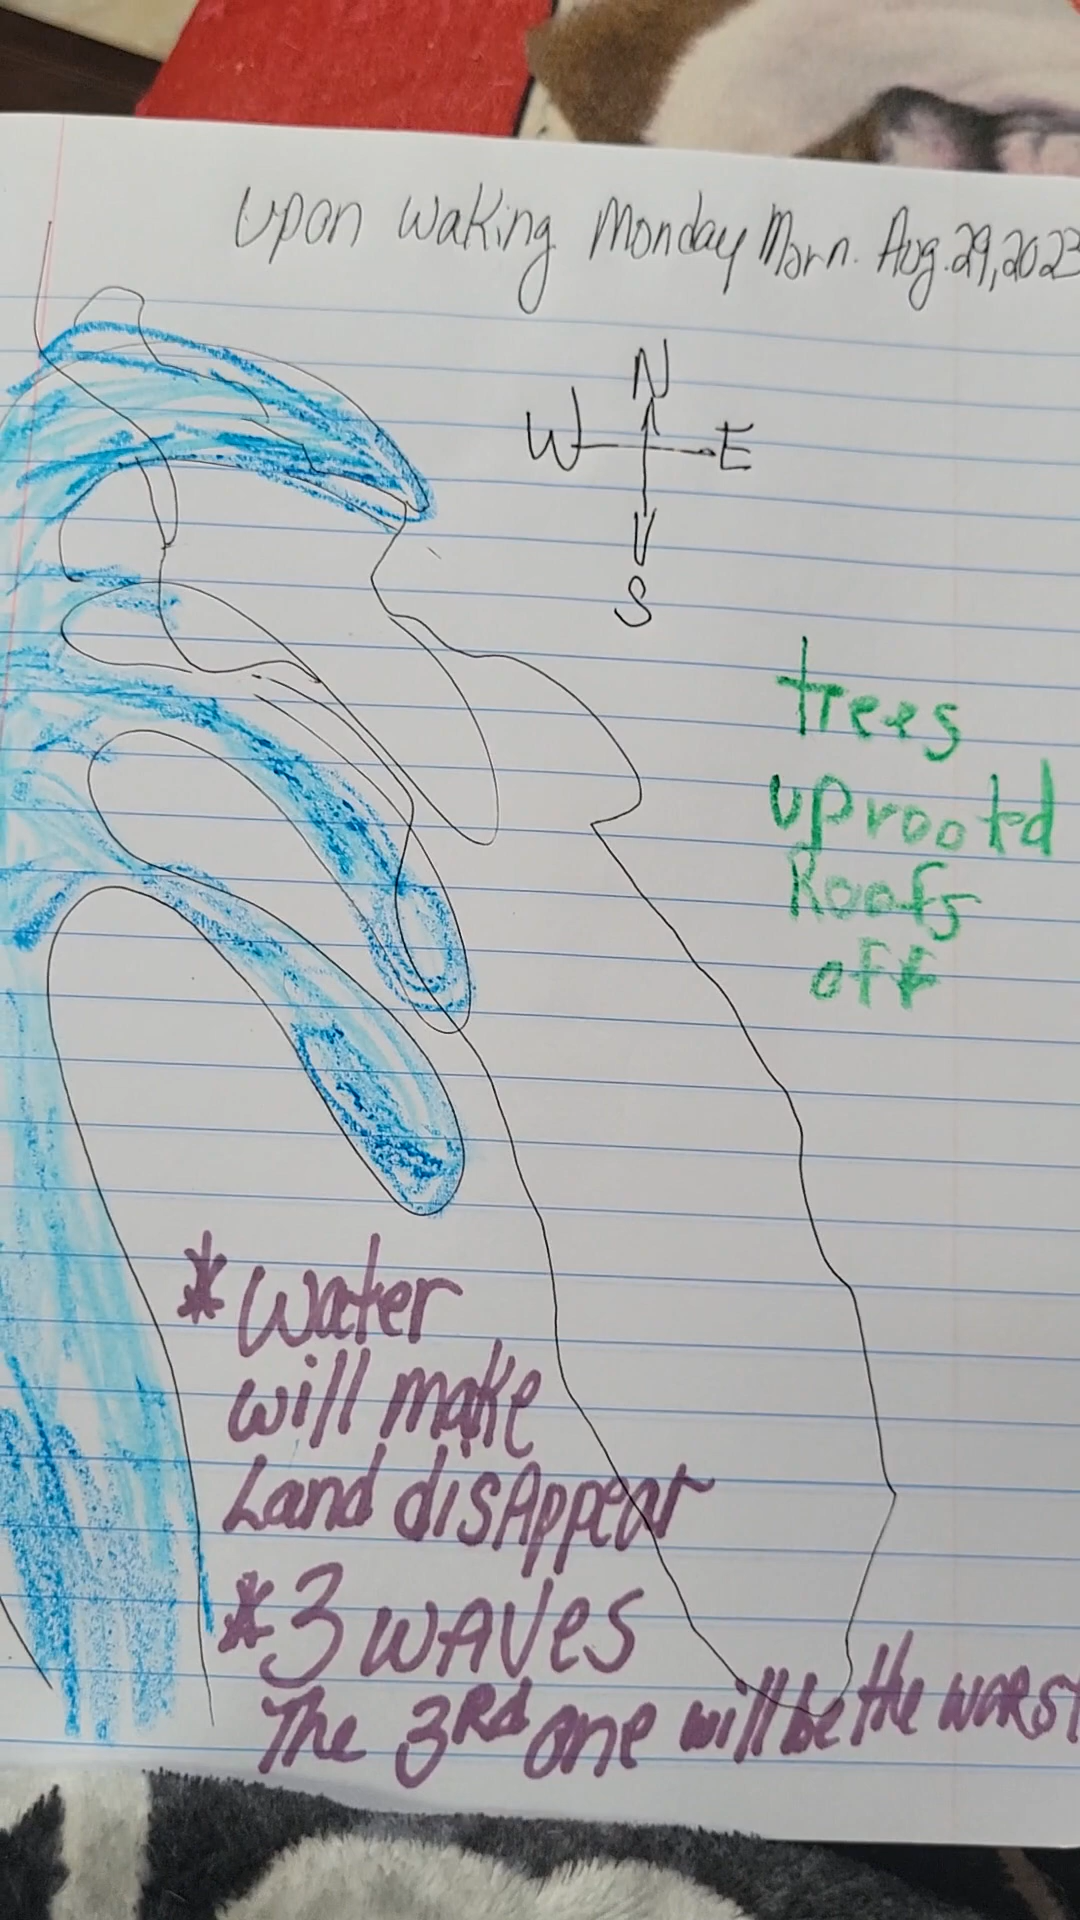 Upon waking Monday Morn. Aug. 29, 2023
N
W E
S
trees
uprooted
Roofs
off
* Water
will make
Land disAppear
* 3 WAVes
The 3Rd one will be the worst